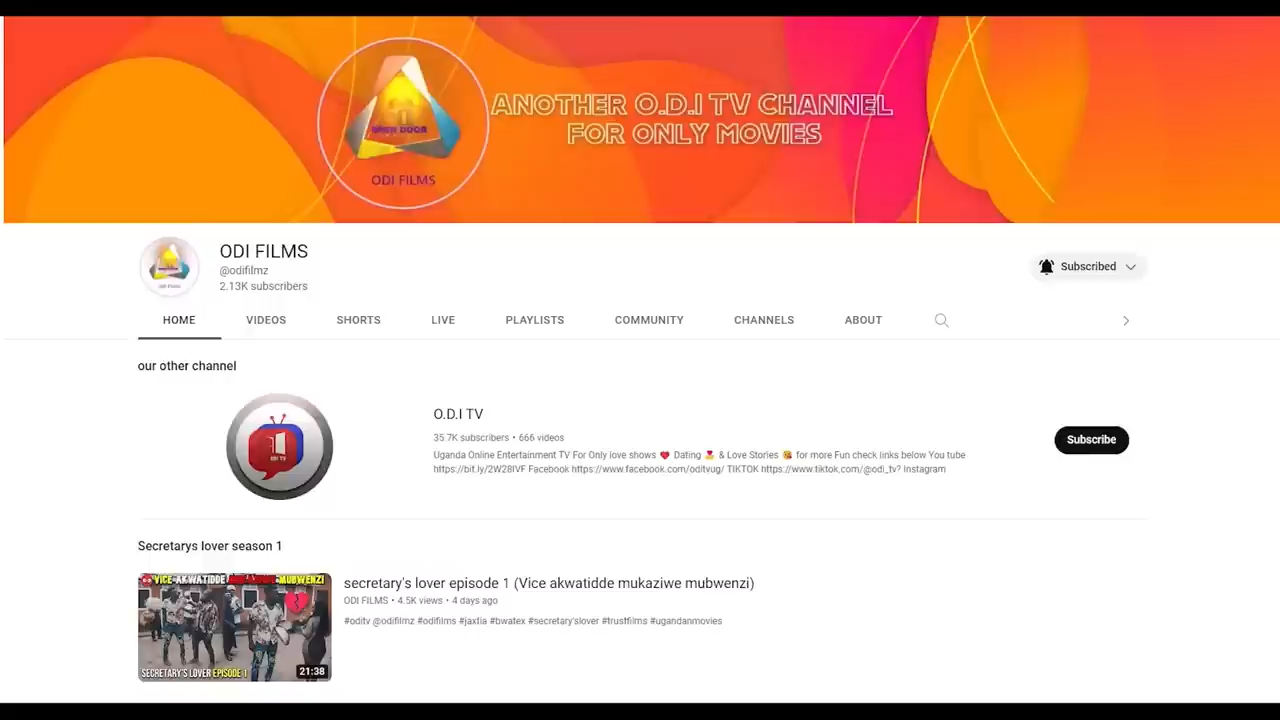 ANOTHER O.D.I TV CHANNEL
FOR ONLY MOVIES
OPEN DOOR
ODI FILMS
ODI FILMS
@odifilmz
2.13K subscribers
Subscribed
HOME VIDEOS SHORTS LIVE PLAYLISTS COMMUNITY CHANNELS ABOUT
our other channel
ODI TV
O.D.I TV
35.7K subscribers • 666 videos
Uganda Online Entertainment TV For Only love shows 💖 Dating 💑 & Love Stories 😘 for more Fun check links below You tube
https://bit.ly/2W28IVF Facebook https://www.facebook.com/oditvug/ TIKTOK https://www.tiktok.com/@odi_tv? Instagram
Subscribe
Secretarys lover season 1
VICE AKWATIDDE MUBWENZI
SECRETARY'S LOVER EPISODE 1
21:38
secretary's lover episode 1 (Vice akwatidde mukaziwe mubwenzi)
ODI FILMS • 4.5K views • 4 days ago
#oditv @odifilmz #odifilms #jaxtia #bwatex #secretary'slover #trustfilms #ugandanmovies